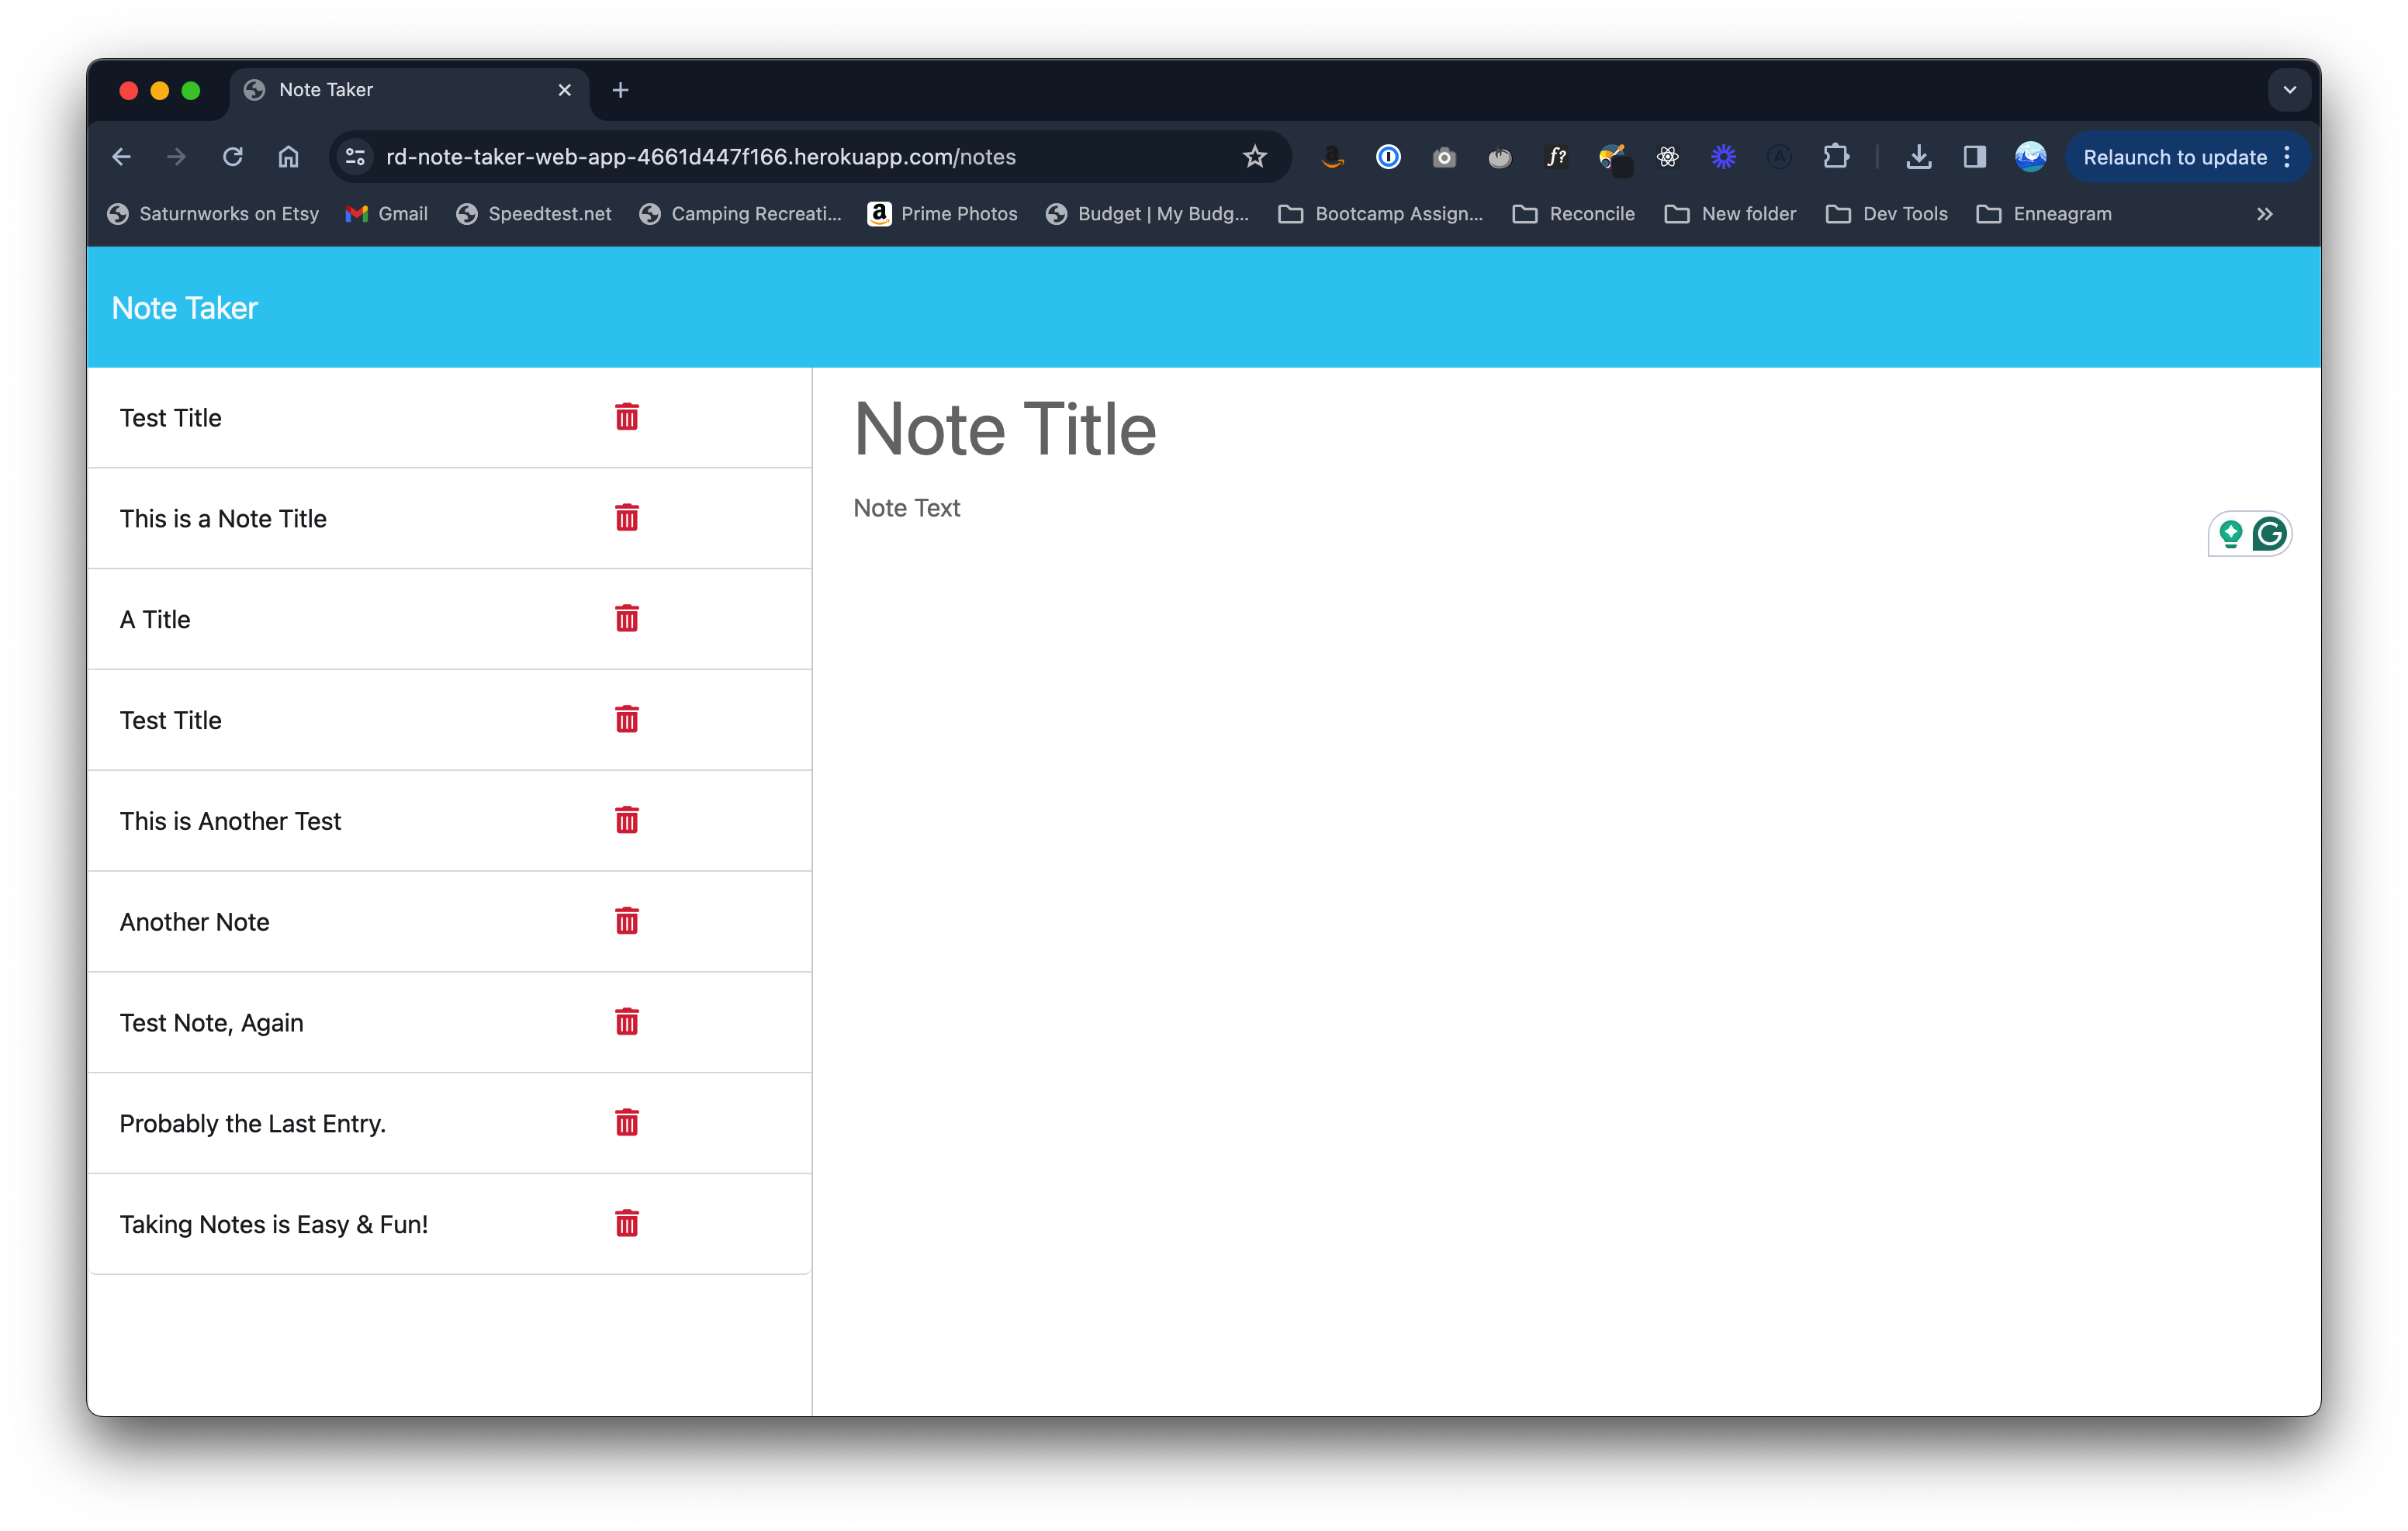 Note Taker
rd-note-taker-web-app-4661d447f166.herokuapp.com/notes
Relaunch to update
Saturnworks on Etsy Gmail Speedtest.net Camping Recreati... Prime Photos Budget | My Budg... Bootcamp Assign... Reconcile New folder Dev Tools Enneagram
Note Taker
Test Title
This is a Note Title
A Title
Test Title
This is Another Test
Another Note
Test Note, Again
Probably the Last Entry.
Taking Notes is Easy & Fun!
Note Title
Note Text